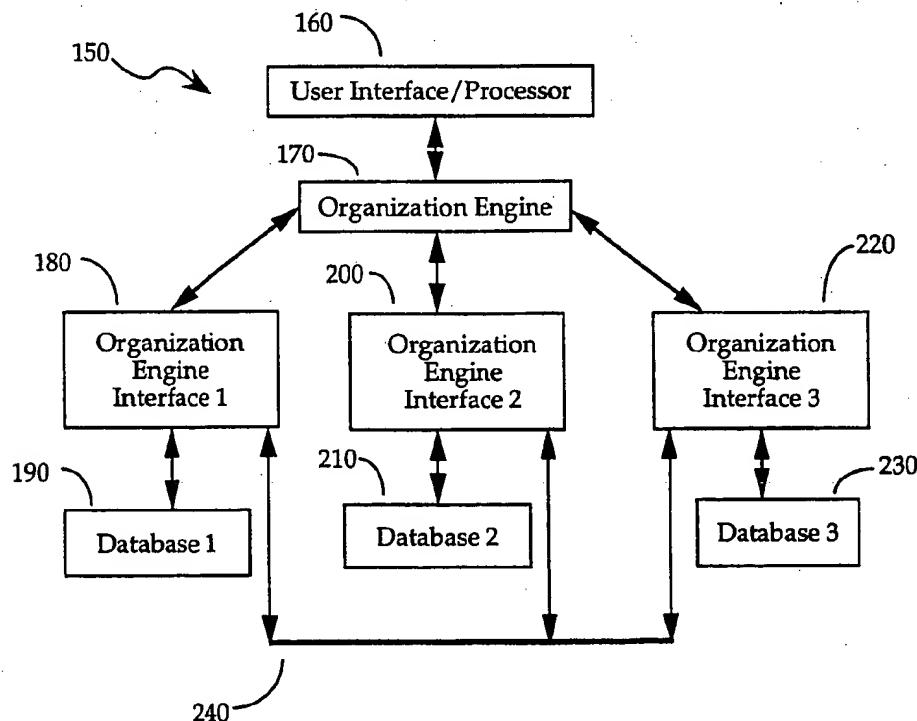 160
150
User Interface/Processor
170
Organization Engine
180
200
220
Organization
Engine
Interface 1
Organization
Engine
Interface 2
Organization
Engine
Interface 3
190
210
230
Database 1
Database 2
Database 3
240